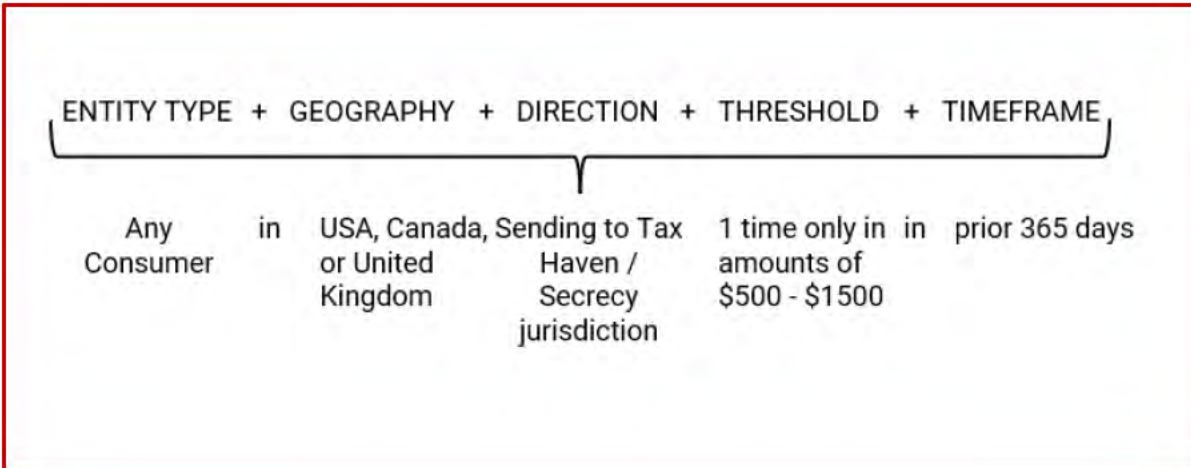 ENTITY TYPE + GEOGRAPHY + DIRECTION + THRESHOLD + TIMEFRAME
Any in USA, Canada, Sending to Tax 1 time only in in prior 365 days
Consumer or United Haven / amounts of
Kingdom Secrecy $500 - $1500
jurisdiction